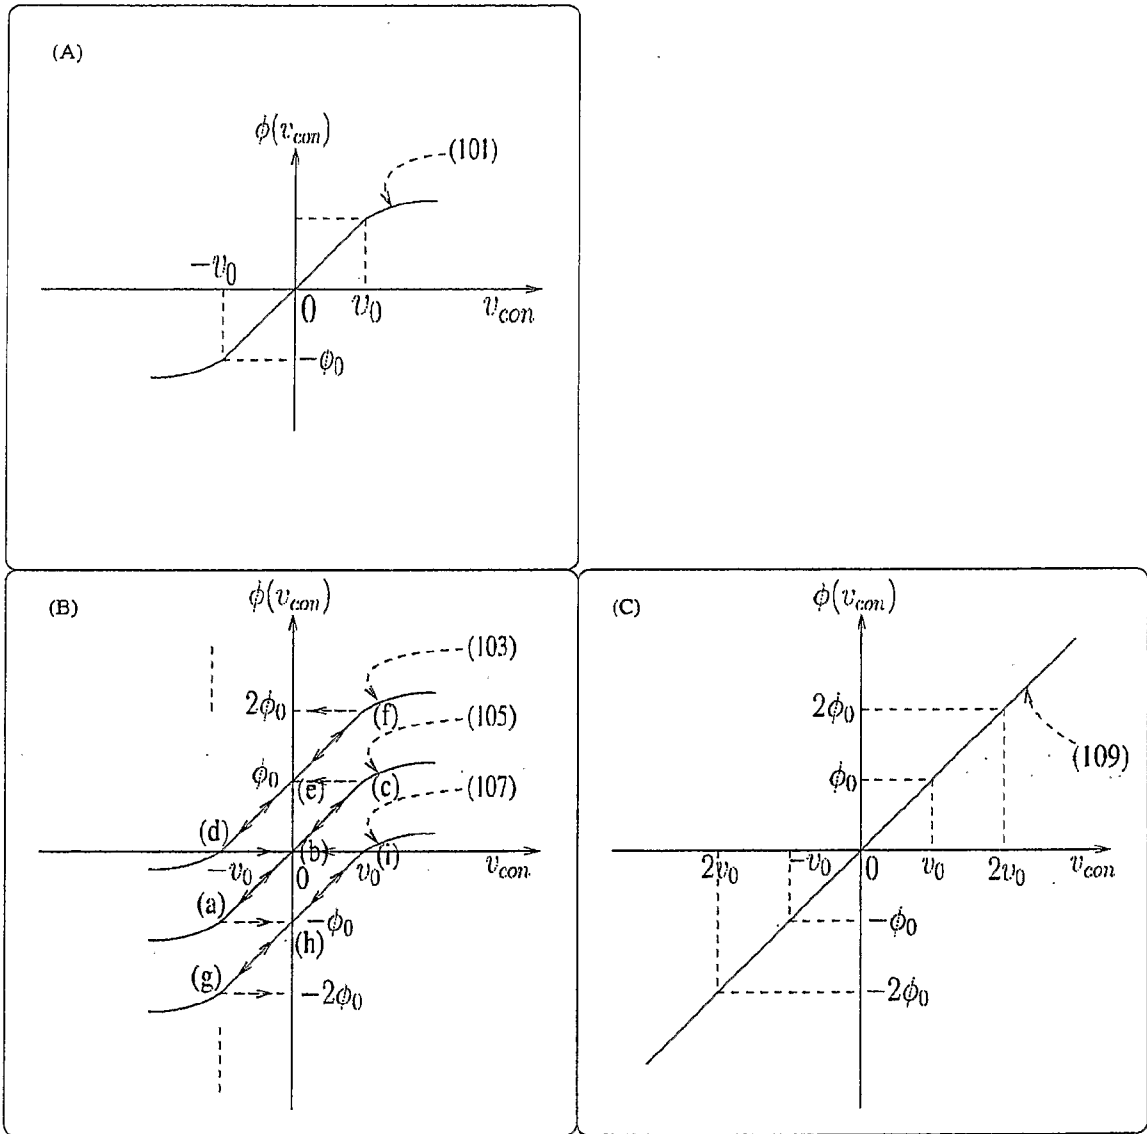 (A)
ϕ(v_con)
(101)
−v_0
0
v_0
v_con
−ϕ_0
(B)
ϕ(v_con)
(103)
2ϕ_0
(f)
(105)
ϕ_0
(e)
(c)
(107)
(d)
(b)
(i)
−v_0
0
v_0
v_con
(a)
−ϕ_0
(h)
(g)
−2ϕ_0
(C)
ϕ(v_con)
2ϕ_0
ϕ_0
(109)
2v_0
−v_0
0
v_0
2v_0
v_con
−ϕ_0
−2ϕ_0